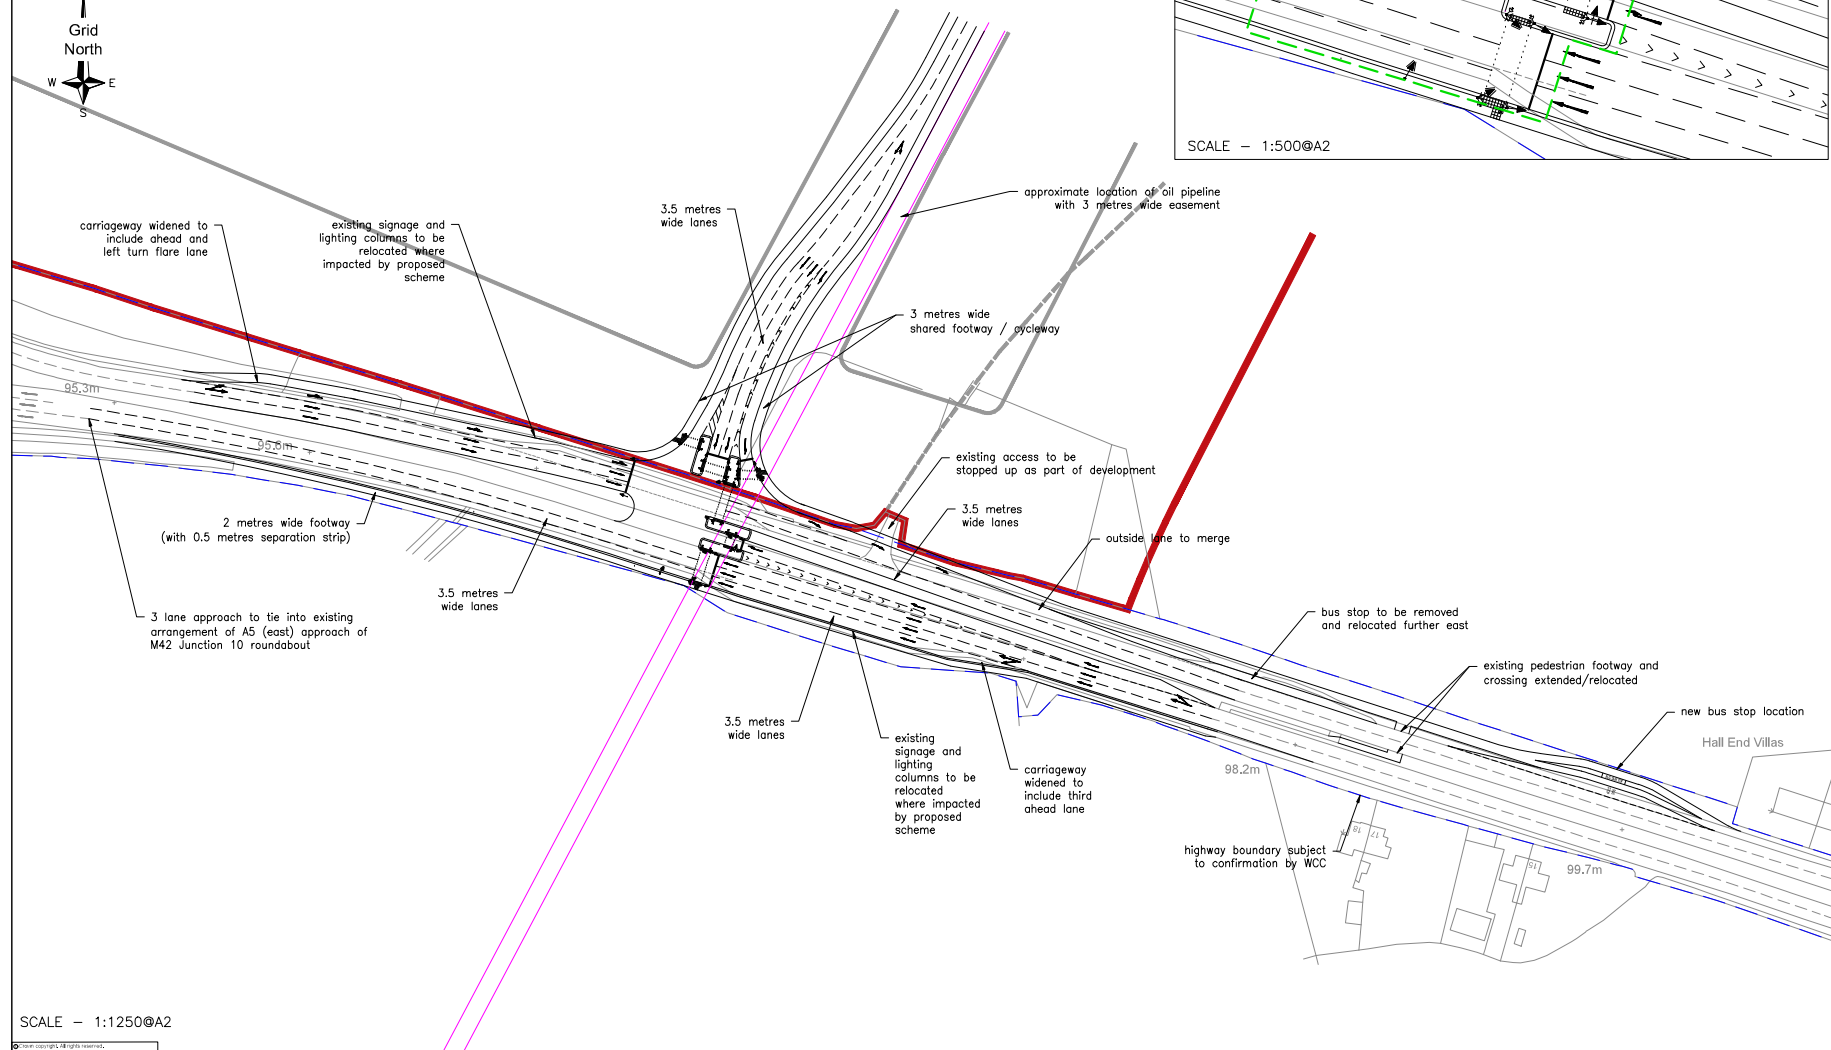 Grid
North
W
E
S
SCALE - 1:500@A2
approximate location of oil pipeline
with 3 metres wide easement
3.5 metres
wide lanes
carriageway widened to
include ahead and
left turn flare lane
existing signage and
lighting columns to be
relocated where
impacted by proposed
scheme
3 metres wide
shared footway / cycleway
95.3m
95.6m
existing access to be
stopped up as part of development
3.5 metres
wide lanes
2 metres wide footway
(with 0.5 metres separation strip)
outside lane to merge
3.5 metres
wide lanes
3 lane approach to tie into existing
arrangement of A5 (east) approach of
M42 Junction 10 roundabout
bus stop to be removed
and relocated further east
existing pedestrian footway and
crossing extended/relocated
new bus stop location
Hall End Villas
3.5 metres
wide lanes
existing
signage and
lighting
columns to be
relocated
where impacted
by proposed
scheme
carriageway
widened to
include third
ahead lane
98.2m
highway boundary subject
to confirmation by WCC
18
17
15
99.7m
SCALE - 1:1250@A2
© Crown copyright. All rights reserved.